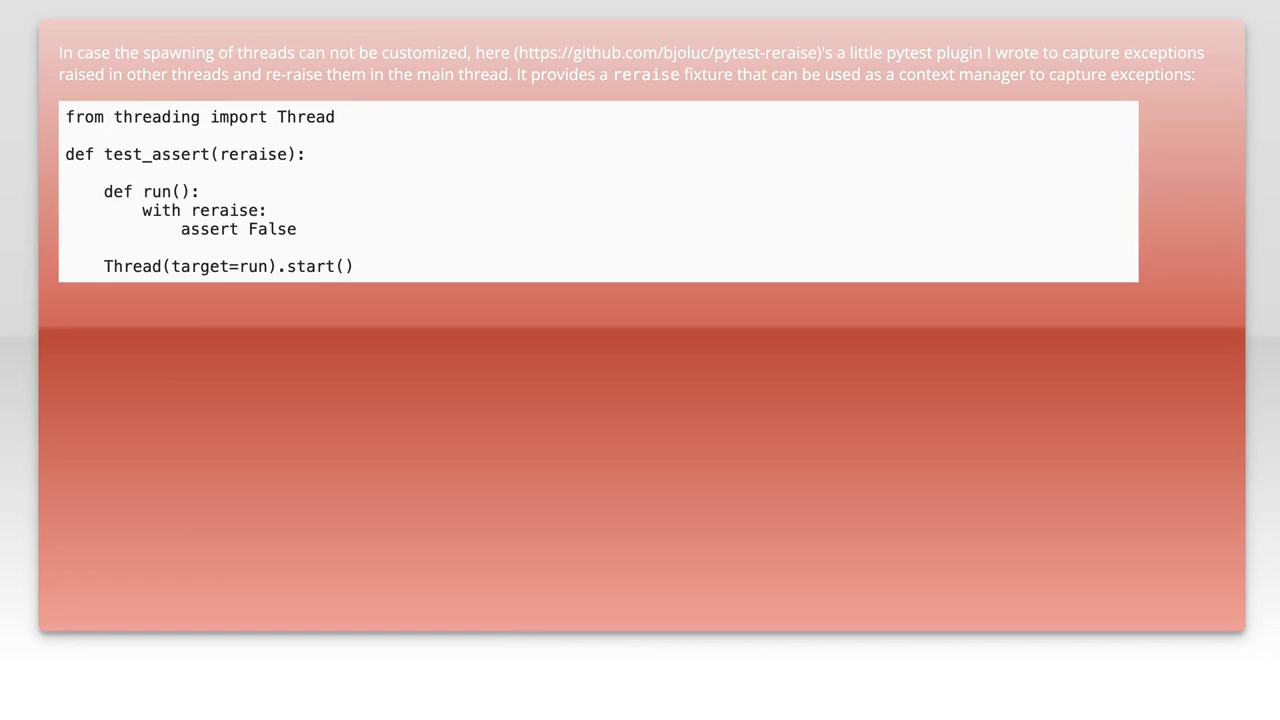 In case the spawning of threads can not be customized, here (https://github.com/bjoluc/pytest-reraise)'s a little pytest plugin I wrote to capture exceptions
raised in other threads and re-raise them in the main thread. It provides a reraise fixture that can be used as a context manager to capture exceptions:
from threading import Thread
def test_assert(reraise):
    def run():
        with reraise:
            assert False
    Thread(target=run).start()